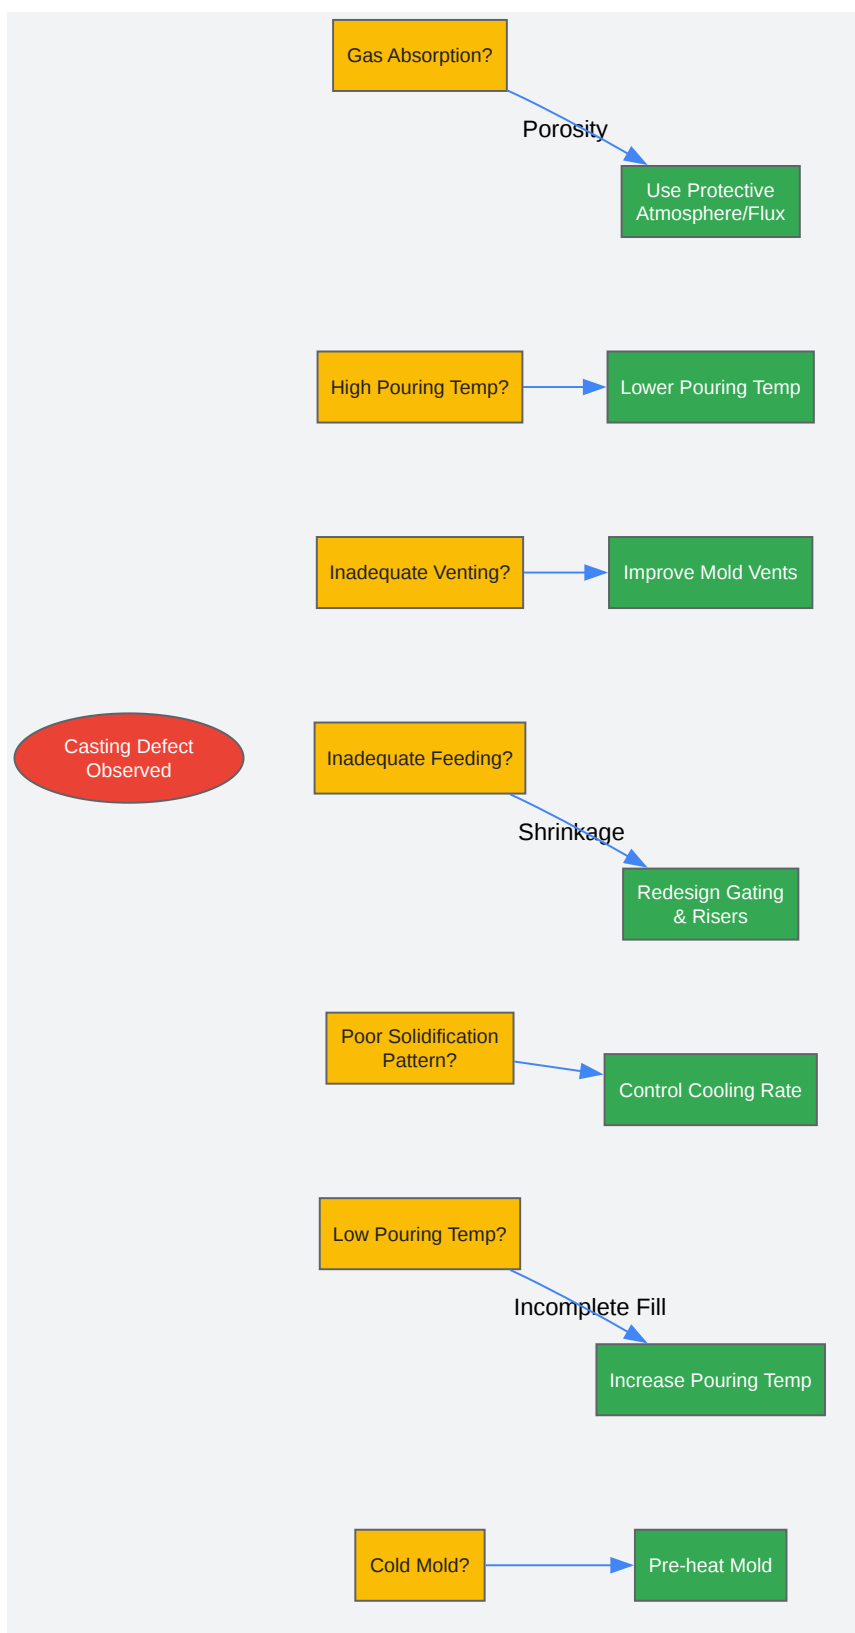 Gas Absorption?
Porosity
Use Protective
Atmosphere/Flux
High Pouring Temp?
Lower Pouring Temp
Inadequate Venting?
Improve Mold Vents
Casting Defect
Observed
Inadequate Feeding?
Shrinkage
Redesign Gating
& Risers
Poor Solidification
Pattern?
Control Cooling Rate
Low Pouring Temp?
Incomplete Fill
Increase Pouring Temp
Cold Mold?
Pre-heat Mold